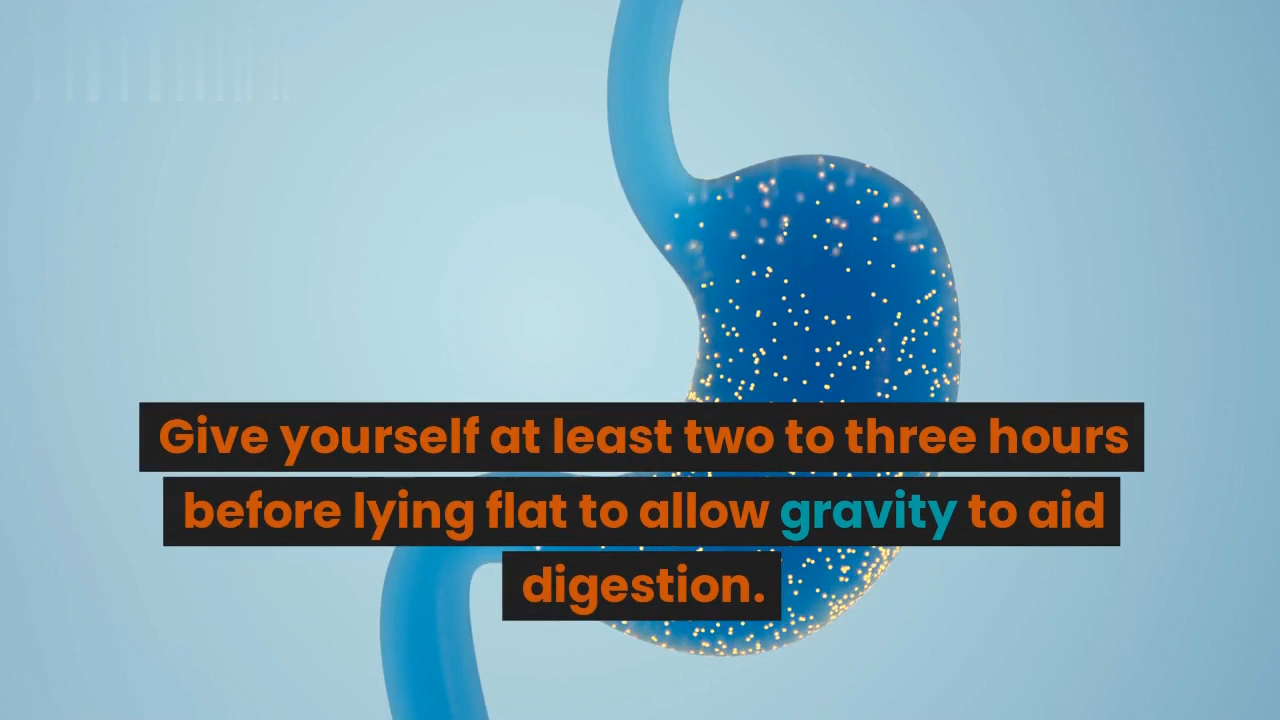 Give yourself at least two to three hours
before lying flat to allow gravity to aid
digestion.